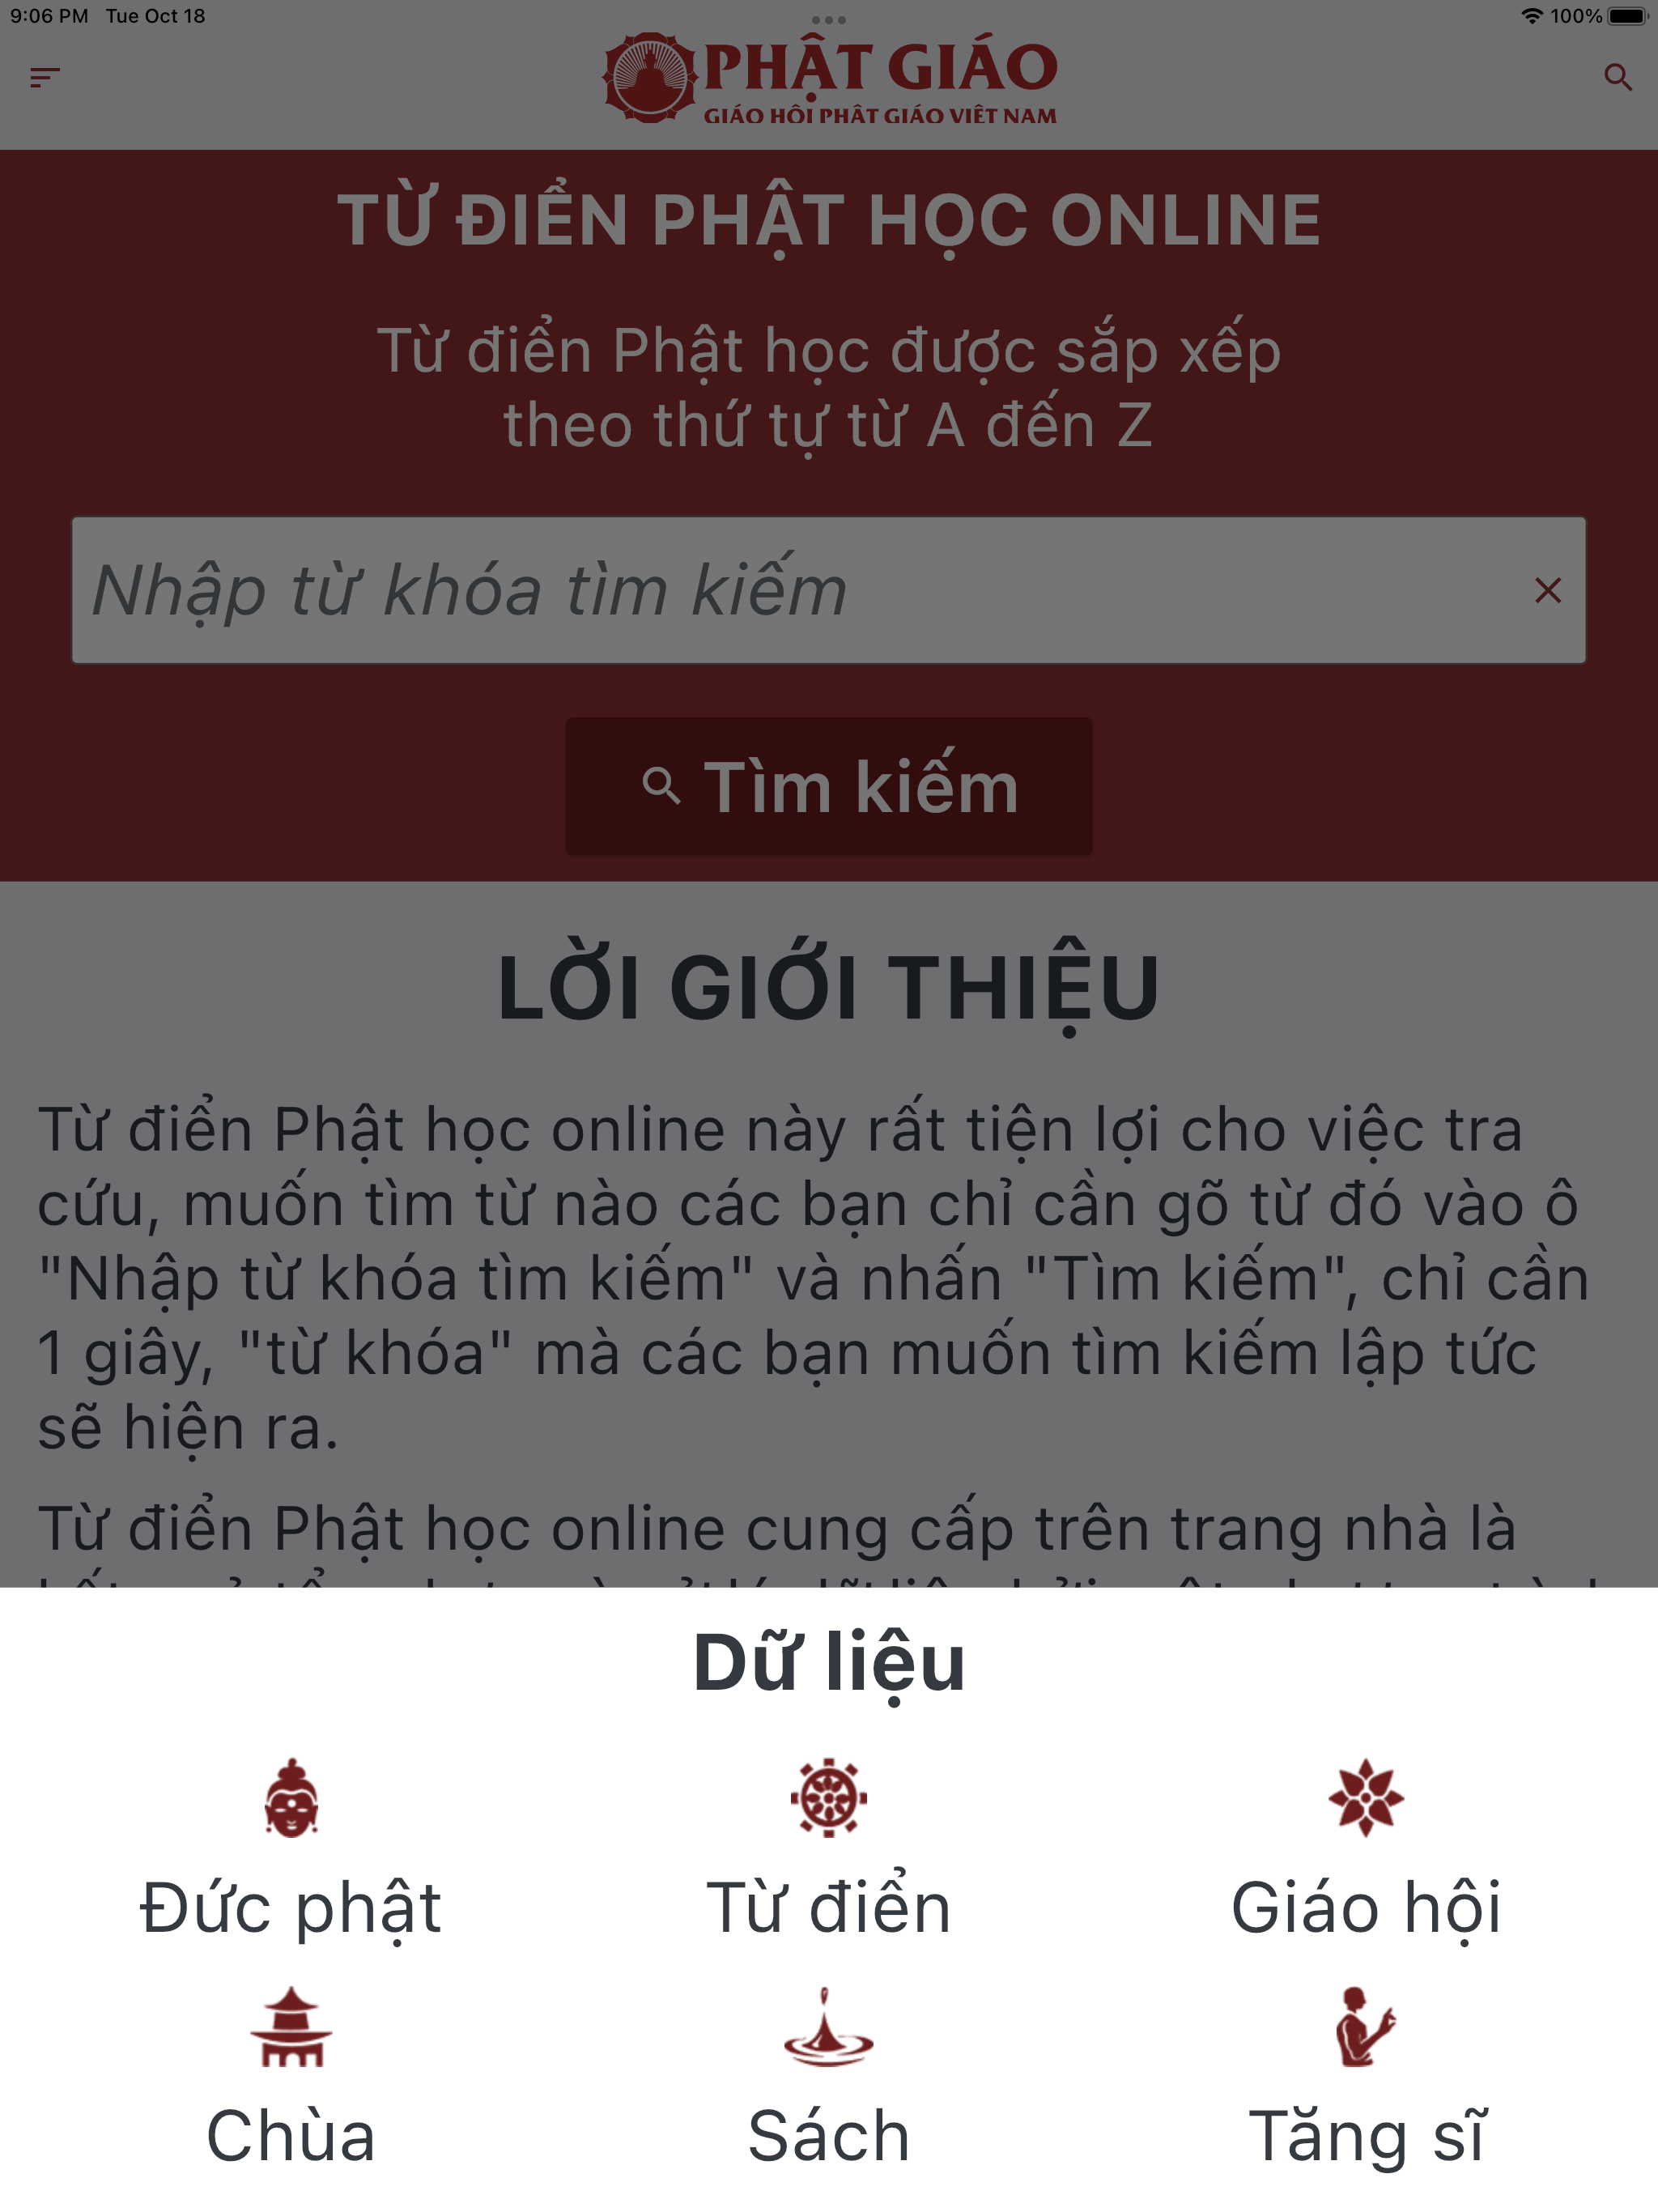 9:06 PM Tue Oct 18
100%
PHẬT GIÁO
GIÁO HỘI PHẬT GIÁO VIỆT NAM
TỪ ĐIỂN PHẬT HỌC ONLINE
Từ điển Phật học được sắp xếp
theo thứ tự từ A đến Z
Nhập từ khóa tìm kiếm
Tìm kiếm
LỜI GIỚI THIỆU
Từ điển Phật học online này rất tiện lợi cho việc tra
cứu, muốn tìm từ nào các bạn chỉ cần gõ từ đó vào ô
"Nhập từ khóa tìm kiếm" và nhấn "Tìm kiếm", chỉ cần
1 giây, "từ khóa" mà các bạn muốn tìm kiếm lập tức
sẽ hiện ra.
Từ điển Phật học online cung cấp trên trang nhà là
Dữ liệu
Đức phật
Từ điển
Giáo hội
Chùa
Sách
Tăng sĩ